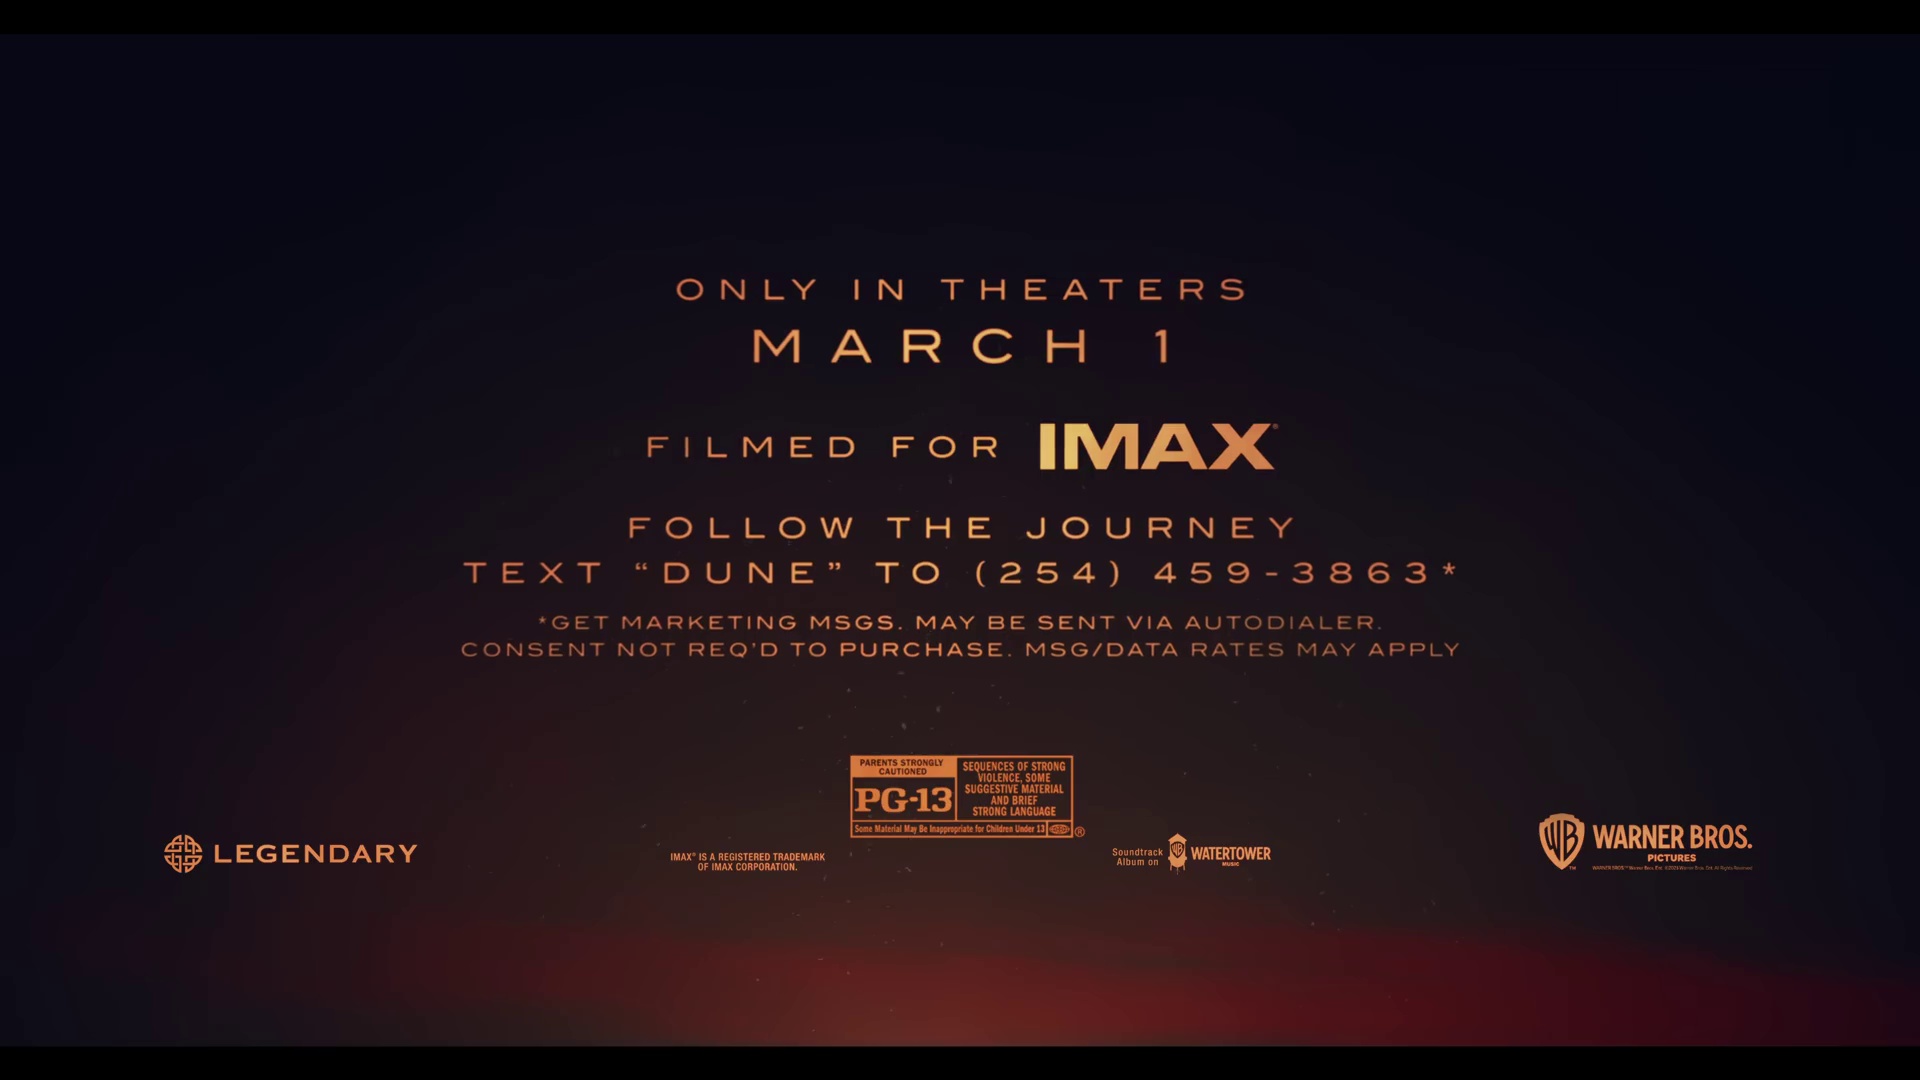 ONLY IN THEATERS
MARCH 1
FILMED FOR IMAX®
FOLLOW THE JOURNEY
TEXT “DUNE” TO (254) 459-3863*
*GET MARKETING MSGS. MAY BE SENT VIA AUTODIALER.
CONSENT NOT REQ'D TO PURCHASE. MSG/DATA RATES MAY APPLY
PARENTS STRONGLY
CAUTIONED
PG-13
SEQUENCES OF STRONG
VIOLENCE, SOME
SUGGESTIVE MATERIAL
AND BRIEF
STRONG LANGUAGE
Some Material May Be Inappropriate for Children Under 13
®
LEGENDARY
IMAX® IS A REGISTERED TRADEMARK
OF IMAX CORPORATION.
Soundtrack
Album on
WB
WATERTOWER
MUSIC
WB
TM
WARNER BROS.
PICTURES